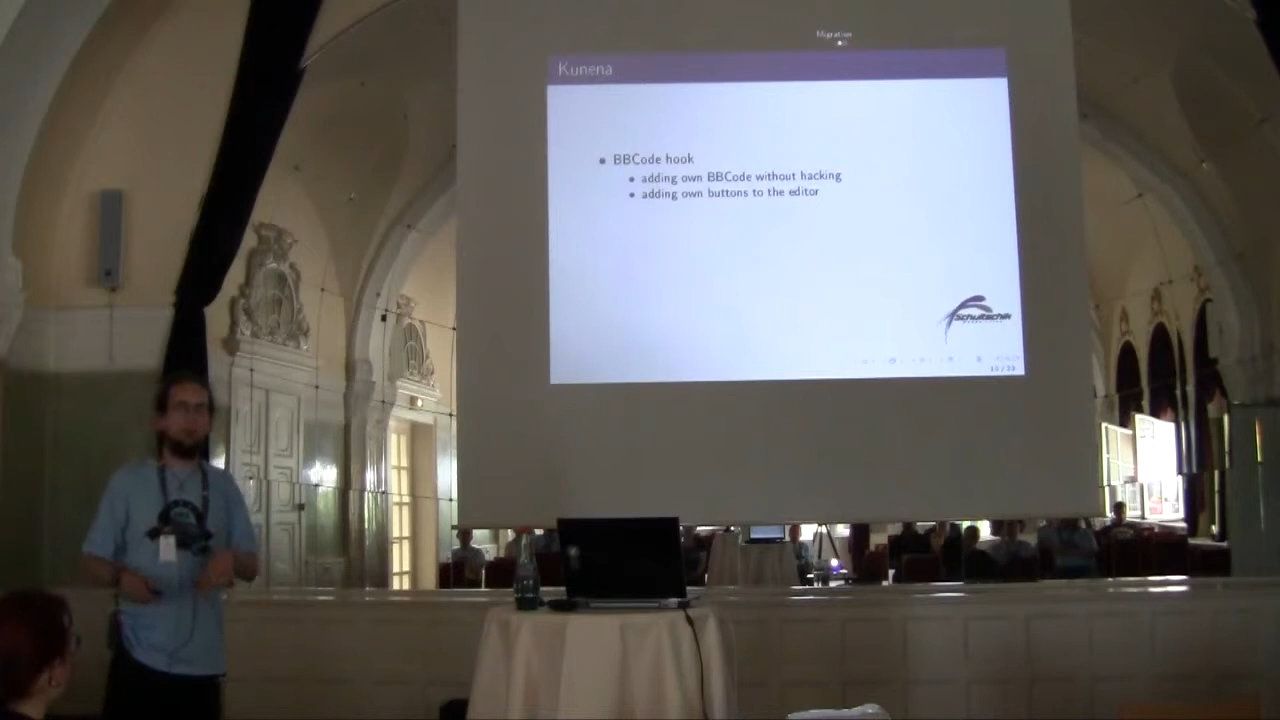 Migration
Kunena
BBCode hook
adding own BBCode without hacking
adding own buttons to the editor
Schultschik